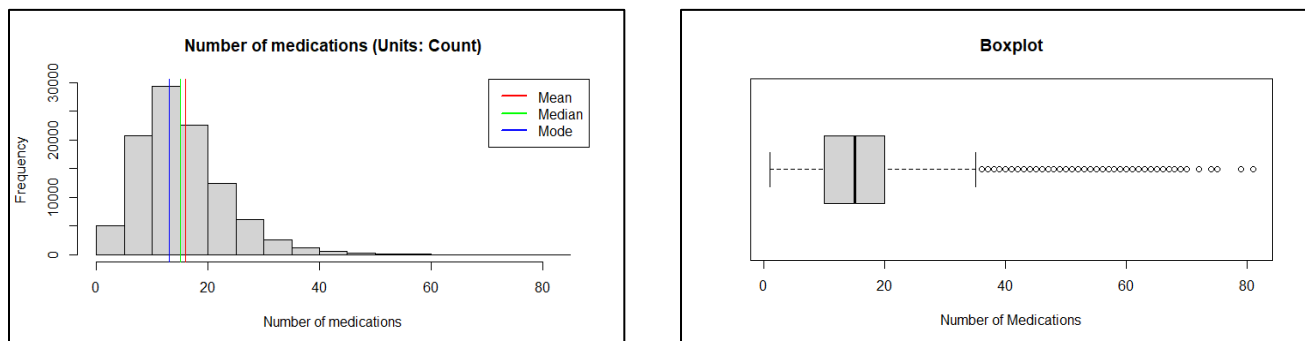 Number of medications (Units: Count)
Frequency
30000
20000
10000
0
Mean
Median
Mode
0 20 40 60 80
Number of medications
Boxplot
0 20 40 60 80
Number of Medications